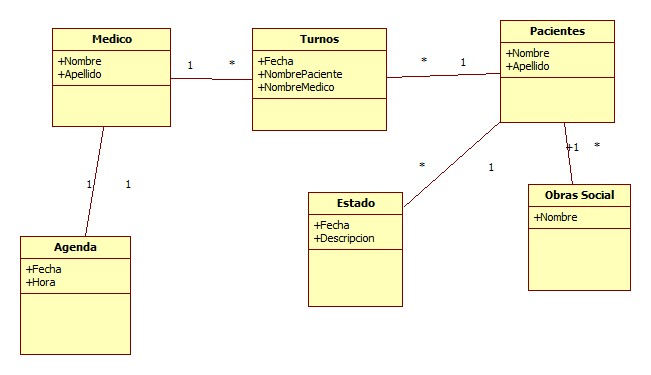 Medico
+Nombre
+Apellido
1
*
Turnos
+Fecha
+NombrePaciente
+NombreMedico
*
1
Pacientes
+Nombre
+Apellido
1
1
*
1
+1
*
Agenda
+Fecha
+Hora
Estado
+Fecha
+Descripcion
Obras Social
+Nombre